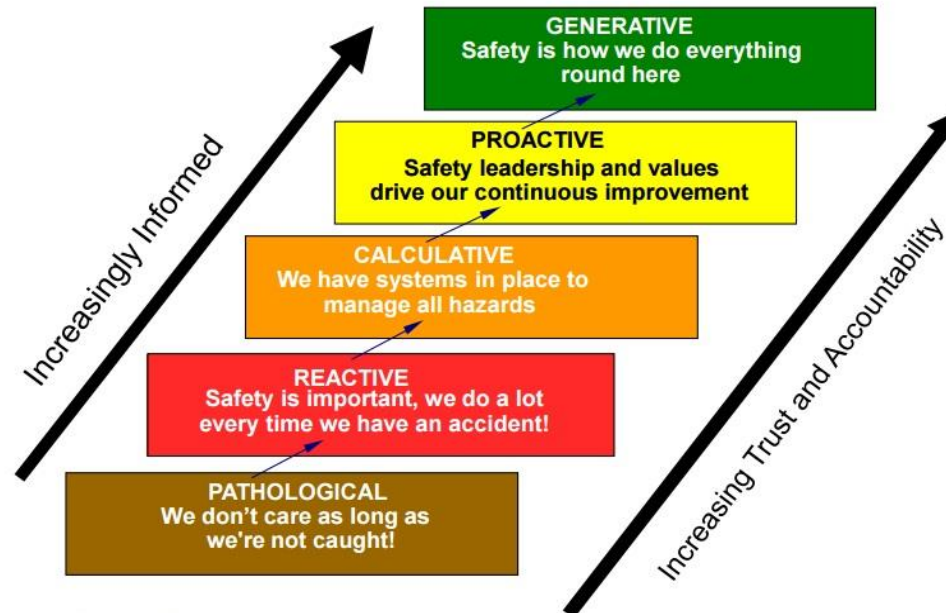 GENERATIVE
Safety is how we do everything
round here
PROACTIVE
Safety leadership and values
drive our continuous improvement
CALCULATIVE
We have systems in place to
manage all hazards
REACTIVE
Safety is important, we do a lot
every time we have an accident!
PATHOLOGICAL
We don't care as long as
we're not caught!
Increasingly Informed
Increasing Trust and Accountability